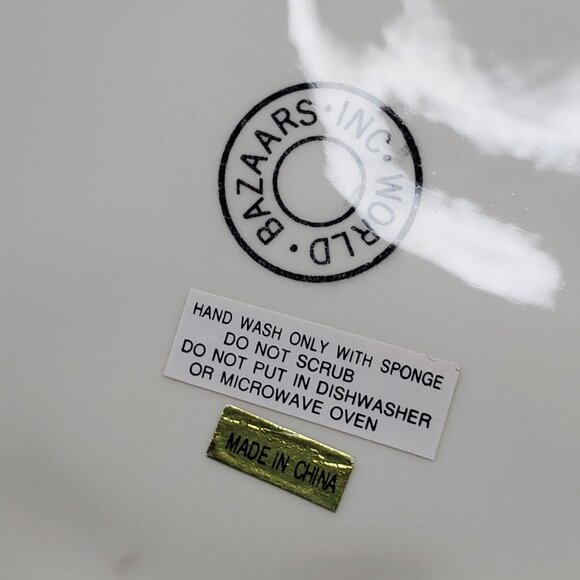 WORLD · BAZAARS · INC ·
HAND WASH ONLY WITH SPONGE
DO NOT SCRUB
DO NOT PUT IN DISHWASHER
OR MICROWAVE OVEN
MADE IN CHINA